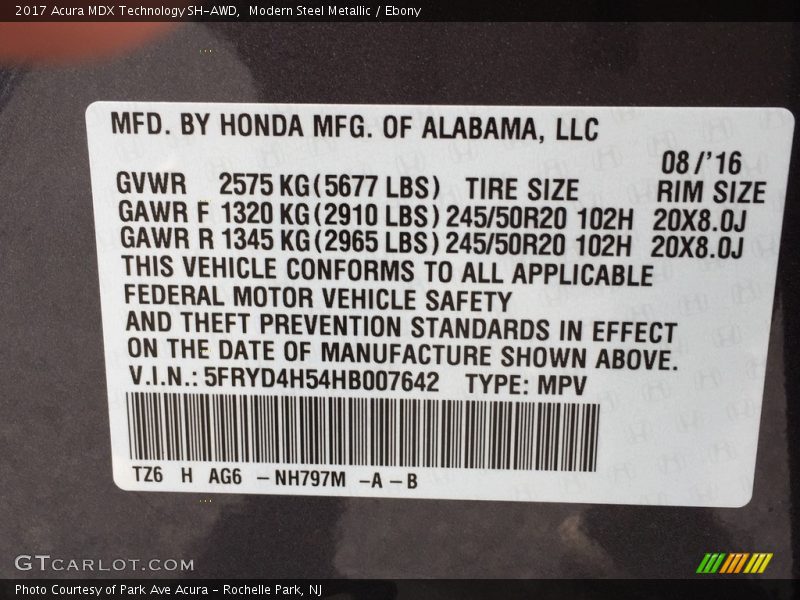 2017 Acura MDX Technology SH-AWD,  Modern Steel Metallic / Ebony
MFD. BY HONDA MFG. OF ALABAMA, LLC
08/'16
GVWR 2575 KG(5677 LBS) TIRE SIZE RIM SIZE
GAWR F 1320 KG(2910 LBS) 245/50R20 102H 20X8.0J
GAWR R 1345 KG(2965 LBS) 245/50R20 102H 20X8.0J
THIS VEHICLE CONFORMS TO ALL APPLICABLE
FEDERAL MOTOR VEHICLE SAFETY
AND THEFT PREVENTION STANDARDS IN EFFECT
ON THE DATE OF MANUFACTURE SHOWN ABOVE.
V.I.N.: 5FRYD4H54HB007642 TYPE: MPV
TZ6 H AG6 – NH797M –A – B
GTCARLOT.COM
Photo Courtesy of Park Ave Acura - Rochelle Park, NJ